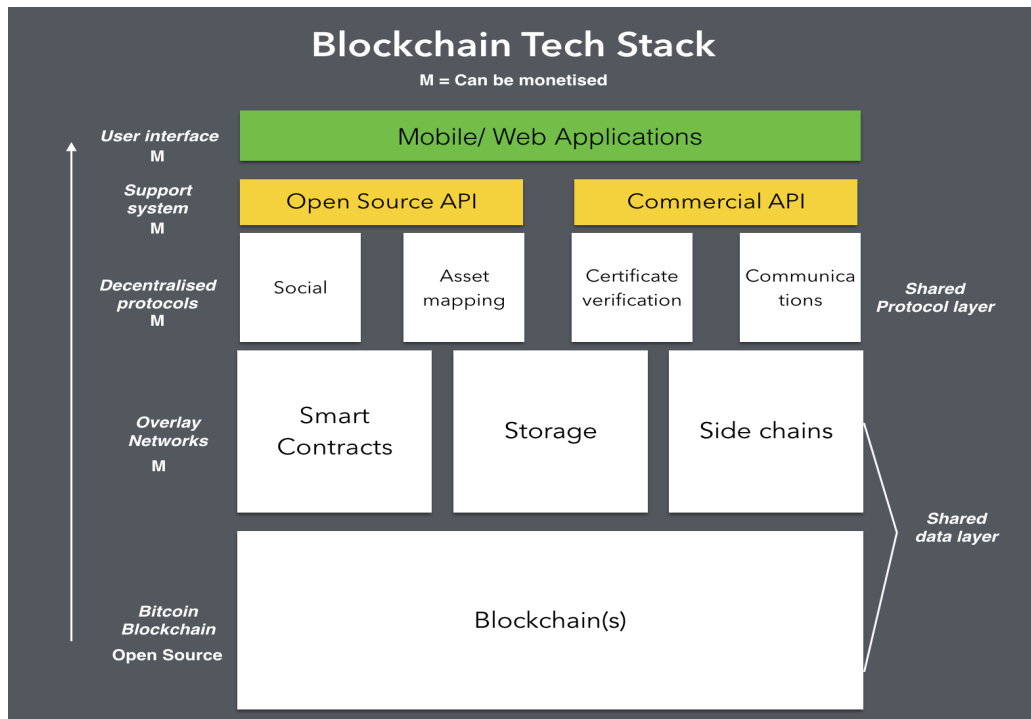 Blockchain Tech Stack
M = Can be monetised
User interface
M
Mobile/ Web Applications
Support
system
M
Open Source API
Commercial API
Decentralised
protocols
M
Social
Asset
mapping
Certificate
verification
Communica
tions
Shared
Protocol layer
Overlay
Networks
M
Smart
Contracts
Storage
Side chains
Shared
data layer
Bitcoin
Blockchain
Open Source
Blockchain(s)